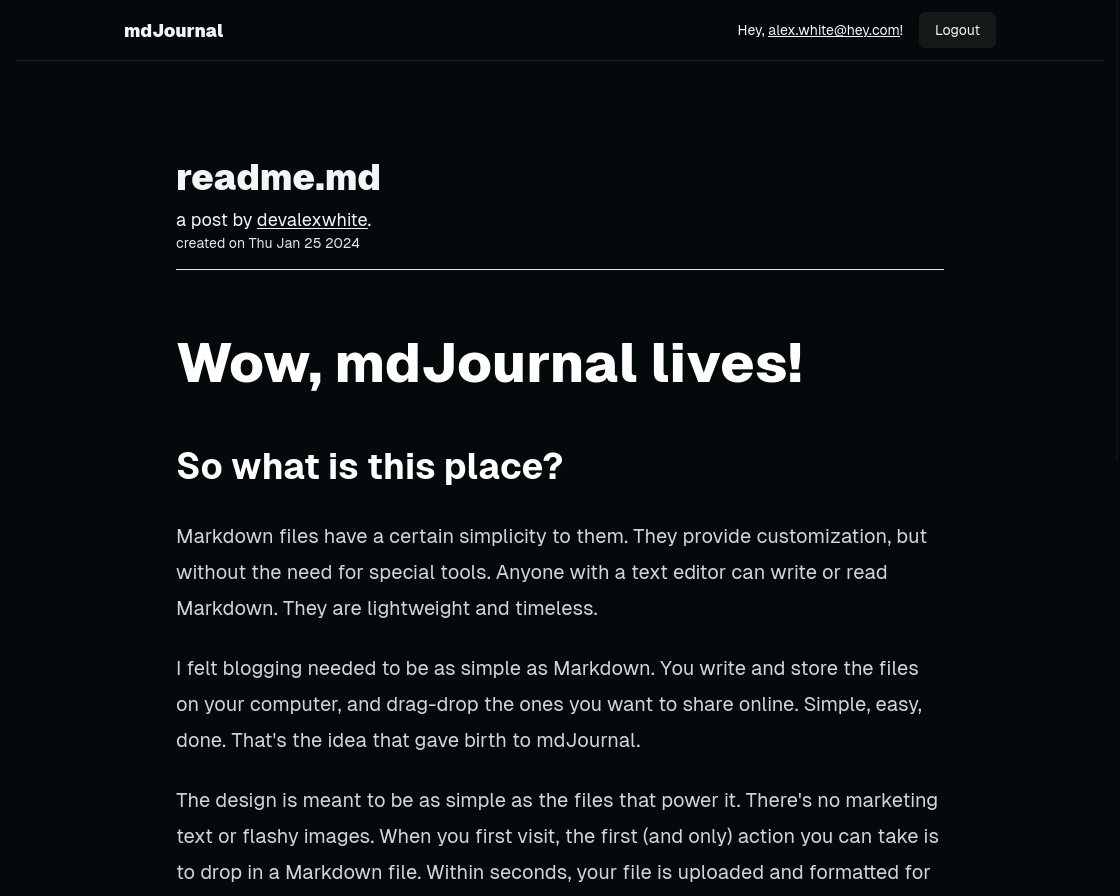 mdJournal
Hey, alex.white@hey.com!
Logout
readme.md
a post by devalexwhite.
created on Thu Jan 25 2024
Wow, mdJournal lives!
So what is this place?
Markdown files have a certain simplicity to them. They provide customization, but
without the need for special tools. Anyone with a text editor can write or read
Markdown. They are lightweight and timeless.
I felt blogging needed to be as simple as Markdown. You write and store the files
on your computer, and drag-drop the ones you want to share online. Simple, easy,
done. That's the idea that gave birth to mdJournal.
The design is meant to be as simple as the files that power it. There's no marketing
text or flashy images. When you first visit, the first (and only) action you can take is
to drop in a Markdown file. Within seconds, your file is uploaded and formatted for